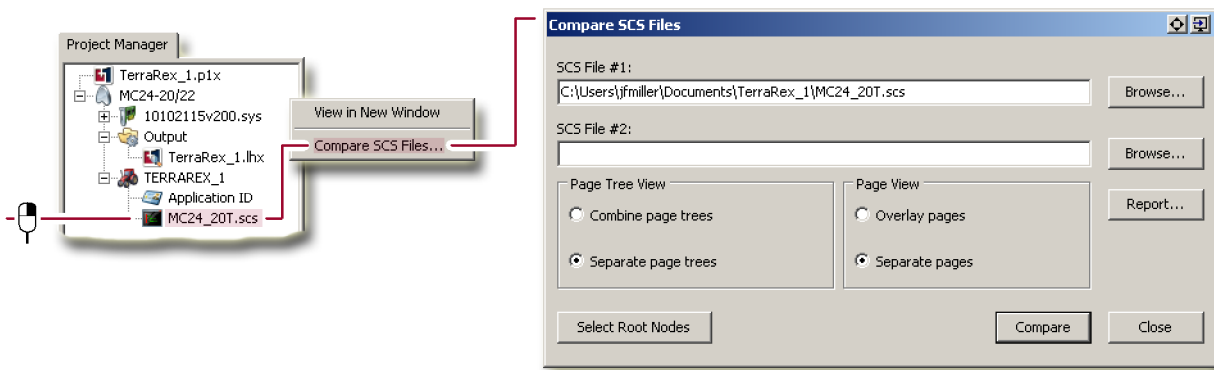 Project Manager
TerraRex_1.p1x
MC24-20/22
10102115v200.sys
Output
TerraRex_1.lhx
TERRAREX_1
Application ID
MC24_20T.scs
View in New Window
Compare SCS Files...
Compare SCS Files
SCS File #1:
C:\Users\jfmiller\Documents\TerraRex_1\MC24_20T.scs
Browse...
SCS File #2:
Browse...
Page Tree View
Combine page trees
Separate page trees
Page View
Overlay pages
Separate pages
Report...
Select Root Nodes
Compare
Close